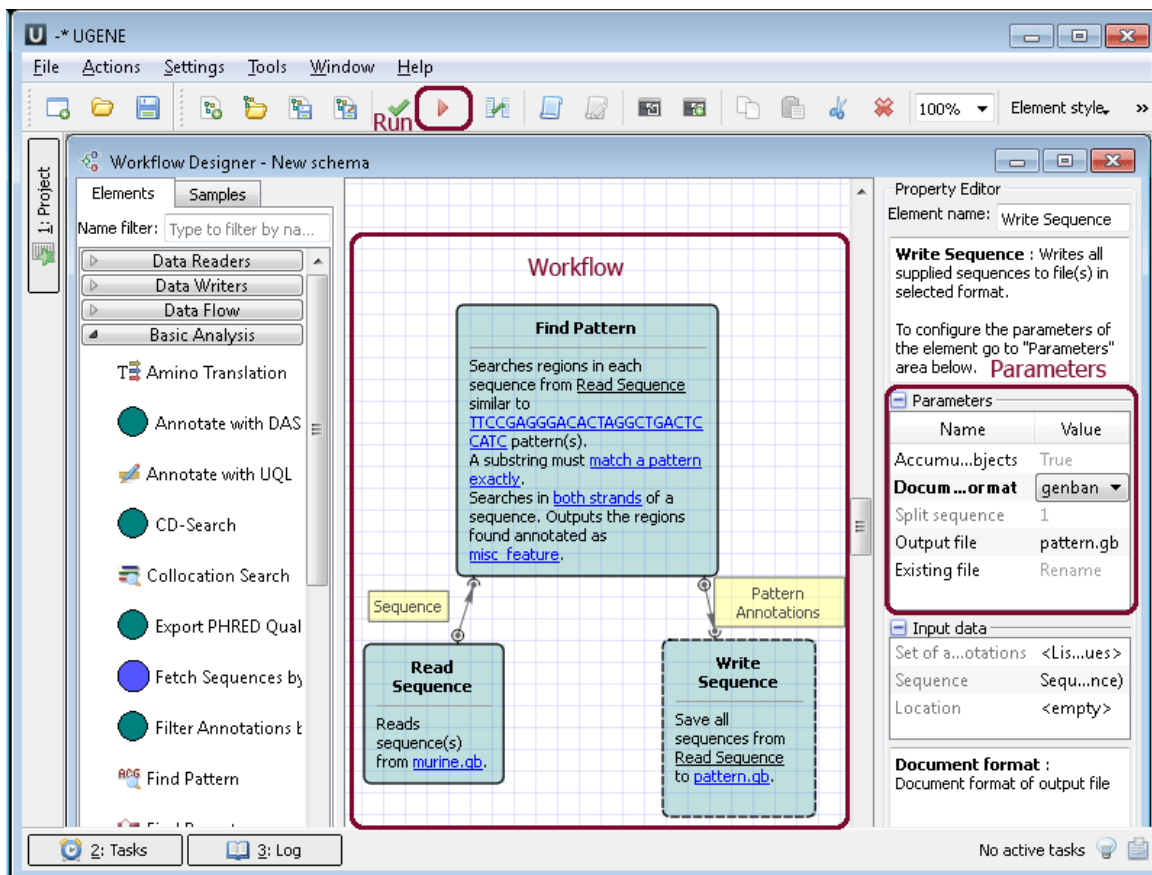 U -* UGENE
File Actions Settings Tools Window Help
Run
100% Element style »
1: Project
Workflow Designer - New schema
Elements Samples
Name filter: Type to filter by na...
Data Readers
Data Writers
Data Flow
Basic Analysis
Amino Translation
Annotate with DAS
Annotate with UQL
CD-Search
Collocation Search
Export PHRED Qual
Fetch Sequences by
Filter Annotations b
ACG Find Pattern
Workflow
Find Pattern
Searches regions in each
sequence from Read Sequence
similar to
TTCCGAGGGACACTAGGCTGACTC
CATC pattern(s).
A substring must match a pattern
exactly.
Searches in both strands of a
sequence. Outputs the regions
found annotated as
misc_feature.
Sequence
Pattern
Annotations
Read
Sequence
Reads
sequence(s)
from murine.gb.
Write
Sequence
Save all
sequences from
Read Sequence
to pattern.gb.
Property Editor
Element name: Write Sequence
Write Sequence : Writes all
supplied sequences to file(s) in
selected format.
To configure the parameters of
the element go to "Parameters"
area below.
Parameters
Parameters
Name Value
Accumu...bjects True
Docum...ormat genban
Split sequence 1
Output file pattern.gb
Existing file Rename
Input data
Set of a...otations <Lis...ues>
Sequence Sequ...nce)
Location <empty>
Document format :
Document format of output file
2: Tasks 3: Log No active tasks